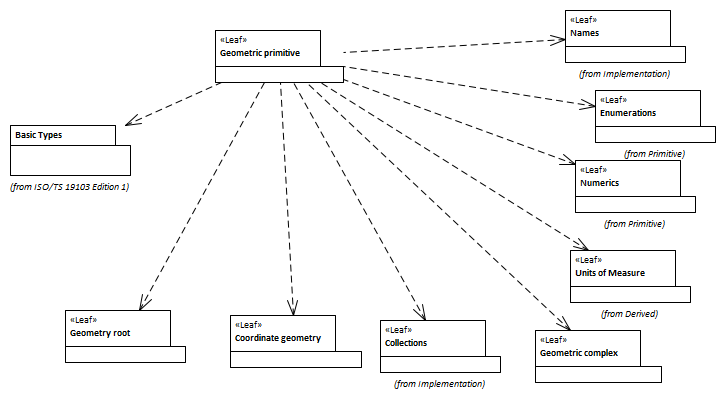 «Leaf»
Names
(from Implementation)
«Leaf»
Geometric primitive
«Leaf»
Enumerations
(from Primitive)
Basic Types
(from ISO/TS 19103 Edition 1)
«Leaf»
Numerics
(from Primitive)
«Leaf»
Units of Measure
(from Derived)
«Leaf»
Geometry root
«Leaf»
Coordinate geometry
«Leaf»
Collections
(from Implementation)
«Leaf»
Geometric complex